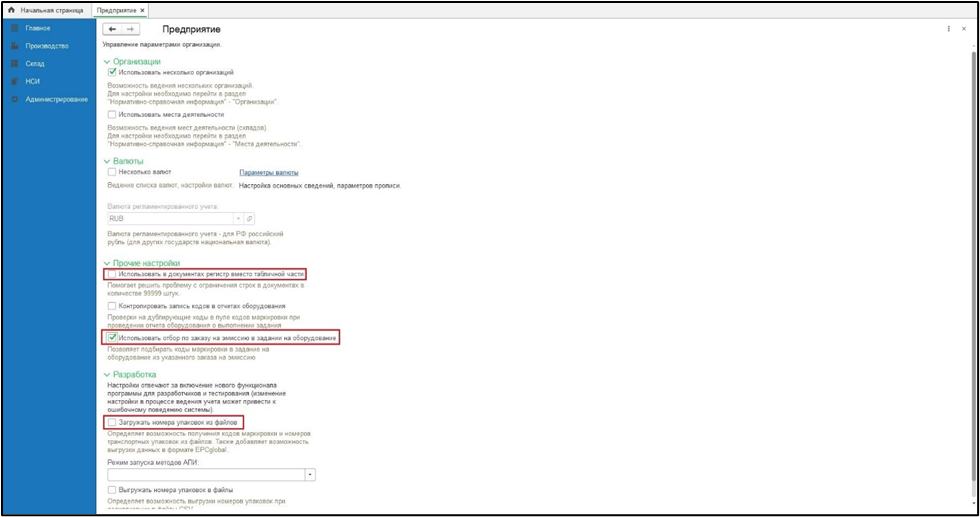 Начальная страница
Предприятие ×
Главное
Производство
Склад
НСИ
Администрирование
Предприятие
Управление параметрами организации.
Организации
Использовать несколько организаций
Возможность ведения нескольких организаций.
Для настройки необходимо перейти в раздел
"Нормативно-справочная информация" - "Организации".
Использовать места деятельности
Возможность ведения мест деятельности (складов).
Для настройки необходимо перейти в раздел
"Нормативно-справочная информация" - "Места деятельности".
Валюты
Несколько валют
Параметры валюты
Ведение списка валют, настройки валют.
Настройка основных сведений, параметров прописи.
Валюта регламентированного учета:
RUB
Валюта регламентированного учета - для РФ российский
рубль (для других государств национальная валюта).
Прочие настройки
Использовать в документах регистр вместо табличной части
Помогает решить проблему с ограничения строк в документах в
количестве 99999 штук.
Контролировать запись кодов в отчетах оборудования
Проверки на дублирующие коды в пуле кодов маркировки при
проведении отчета оборудования о выполнении задания
Использовать отбор по заказу на эмиссию в задании на оборудование
Позволяет подбирать коды маркировки в задание на
оборудование из указанного заказа на эмиссию
Разработка
Настройки отвечают за включение нового функционала
программы для разработчиков и тестирования (изменение
настройки в процессе ведения учета может привести к
ошибочному поведению системы).
Загружать номера упаковок из файлов
Определяет возможность получения кодов маркировки и номеров
транспортных упаковок из файлов. Также добавляет возможность
выгрузки данных в формате EPCglobal.
Режим запуска методов АПИ:
Выгружать номера упаковок в файлы
Определяет возможность выгрузки номеров упаковок при